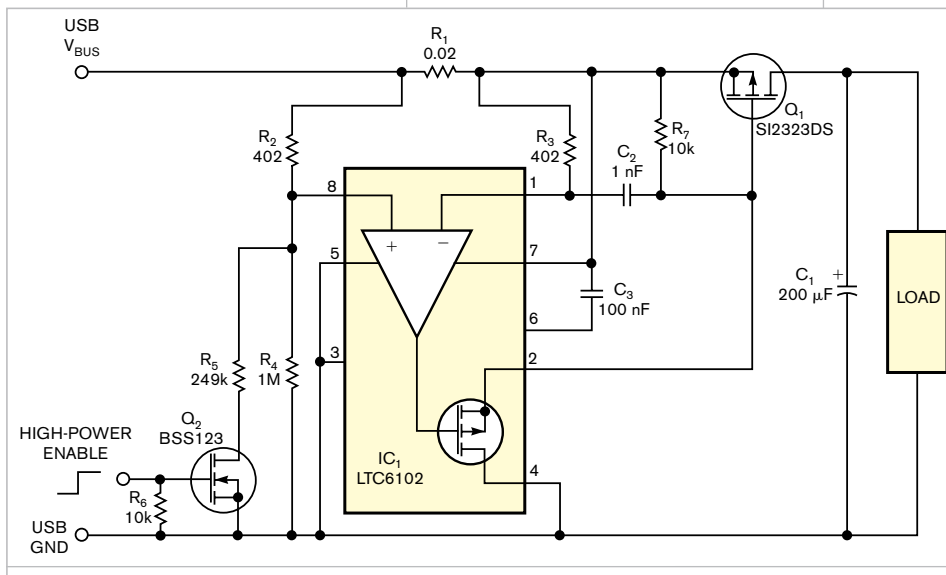 USB
VBUS
R1
0.02
Q1
SI2323DS
R2
402
R3
402
C2
1 nF
R7
10k
8
1
+
−
5
7
C3
100 nF
6
C1
200 µF
+
LOAD
3
2
R5
249k
R4
1M
Q2
BSS123
HIGH-POWER
ENABLE
R6
10k
IC1
LTC6102
4
USB
GND